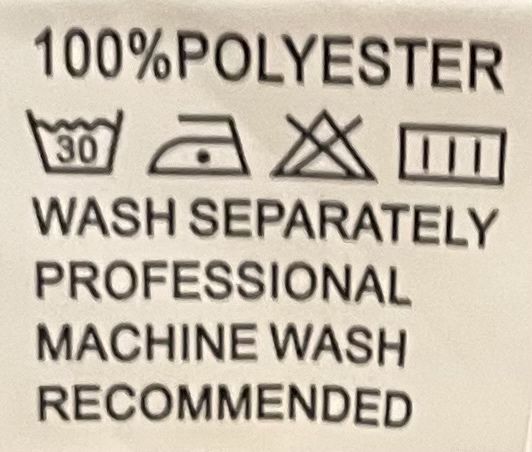 100%POLYESTER
30
WASH SEPARATELY
PROFESSIONAL
MACHINE WASH
RECOMMENDED